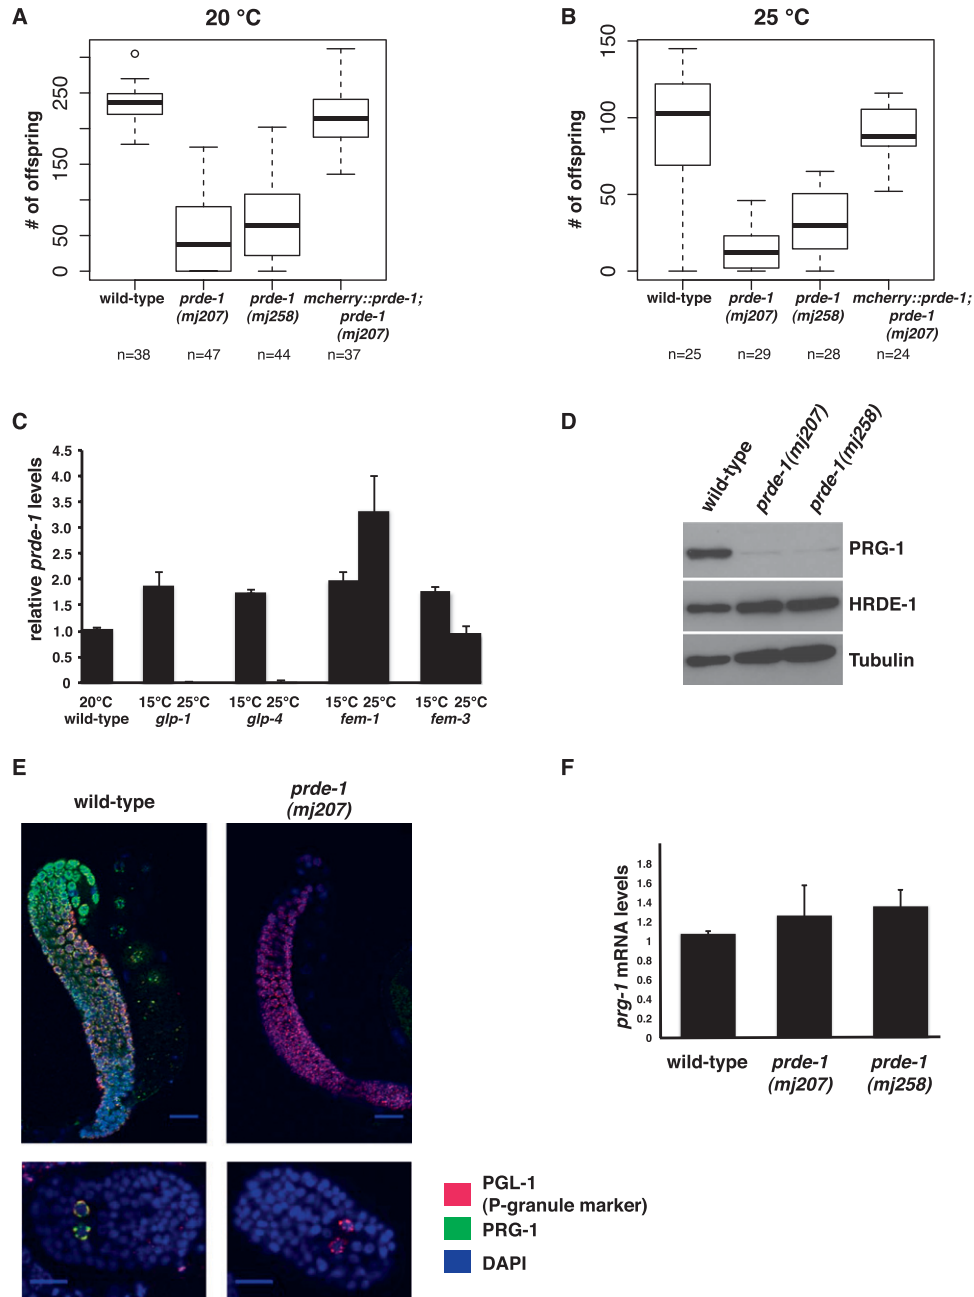 A
20 °C
# of offspring
250
150
50
0
wild-type
prde-1
(mj207)
prde-1
(mj258)
mcherry::prde-1;
prde-1
(mj207)
n=38
n=47
n=44
n=37
B
25 °C
# of offspring
150
100
50
0
wild-type
prde-1
(mj207)
prde-1
(mj258)
mcherry::prde-1;
prde-1
(mj207)
n=25
n=29
n=28
n=24
C
relative prde-1 levels
4.5
4.0
3.5
3.0
2.5
2.0
1.5
1.0
0.5
0
20°C
wild-type
15°C 25°C
glp-1
15°C 25°C
glp-4
15°C 25°C
fem-1
15°C 25°C
fem-3
D
wild-type
prde-1(mj207)
prde-1(mj258)
PRG-1
HRDE-1
Tubulin
E
wild-type
prde-1
(mj207)
PGL-1
(P-granule marker)
PRG-1
DAPI
F
prg-1 mRNA levels
1.8
1.6
1.4
1.2
1
0.8
0.6
0.4
0.2
0
wild-type
prde-1
(mj207)
prde-1
(mj258)